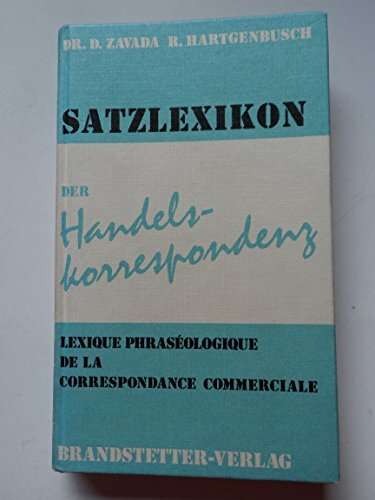 DR. D. ZAVADA R. HARTGENBUSCH
SATZLEXIKON
DER
Handels-
korrespondenz
LEXIQUE PHRASÉOLOGIQUE
DE LA
CORRESPONDANCE COMMERCIALE
BRANDSTETTER-VERLAG